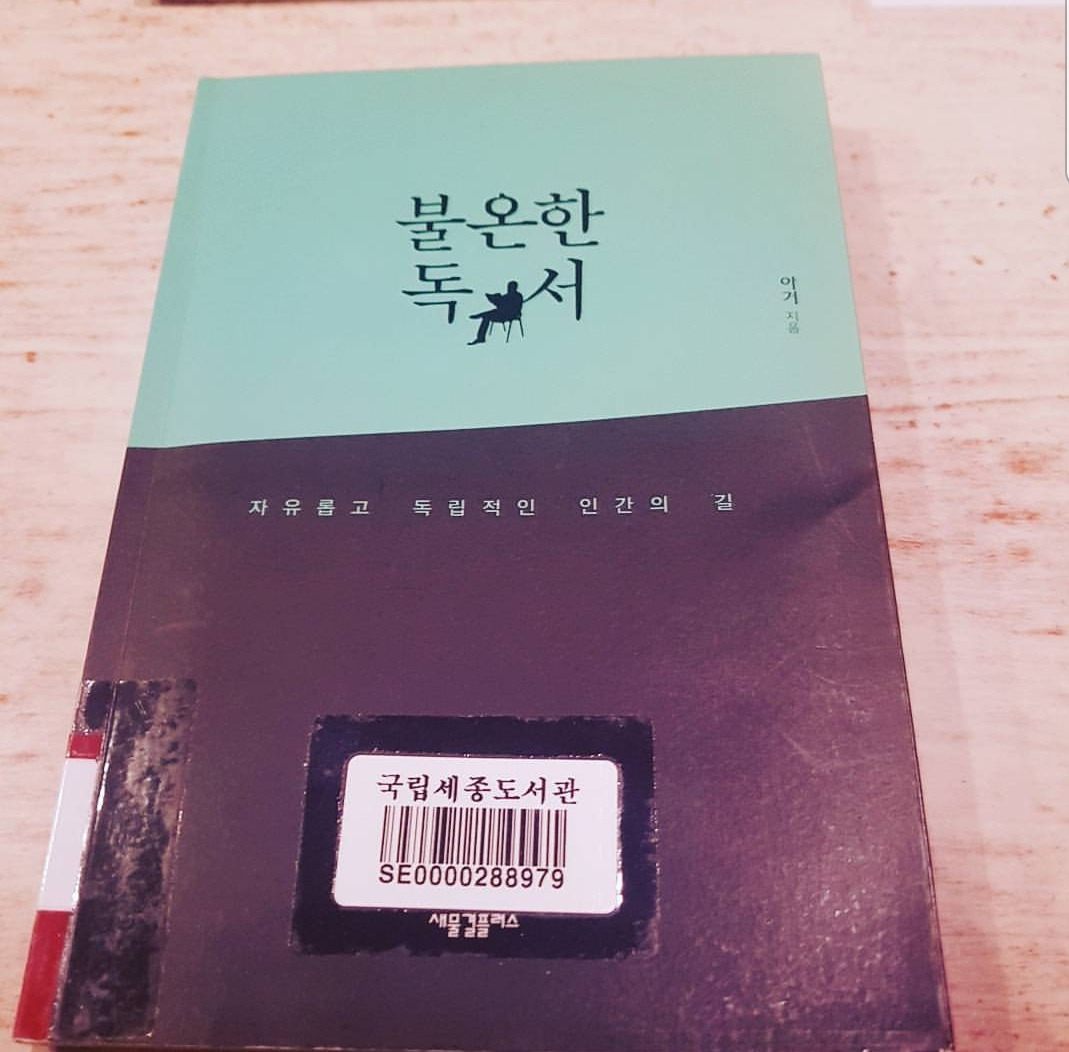 불온한
독서
아거 지음
자유롭고 독립적인 인간의 길
국립세종도서관
SE0000288979
새물결플러스